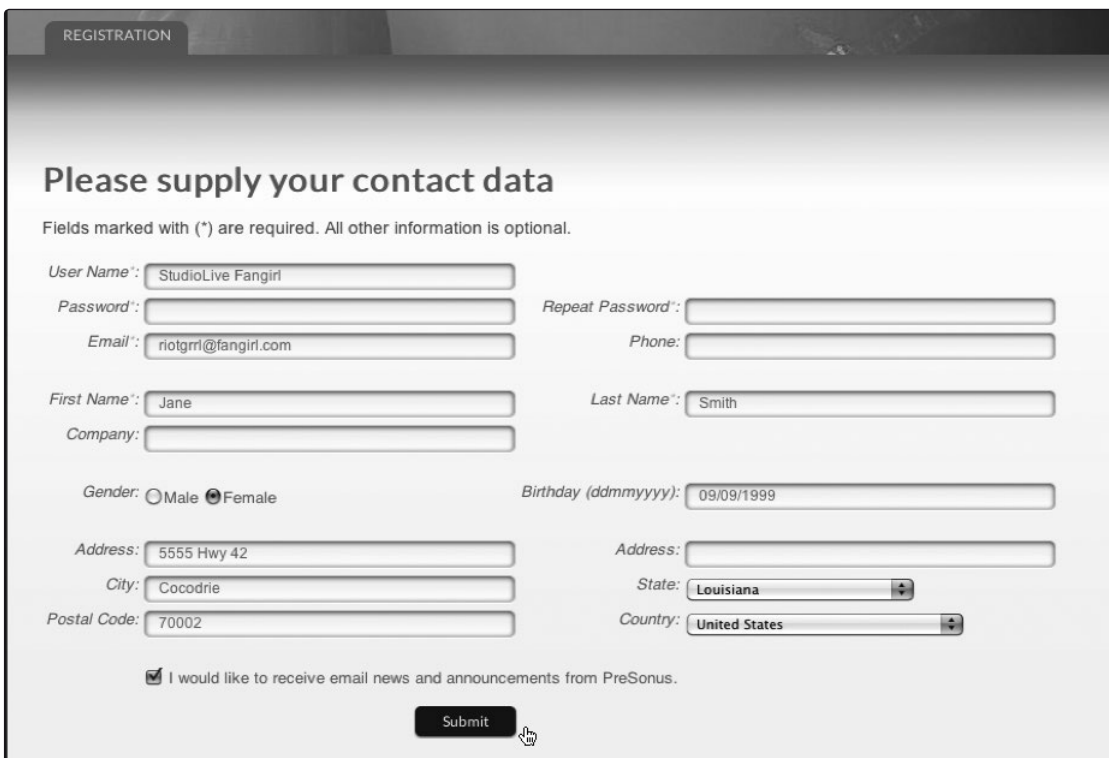 REGISTRATION
Please supply your contact data
Fields marked with (*) are required. All other information is optional.
User Name*: StudioLive Fangirl
Password*: Repeat Password*:
Email*: riotgrrl@fangirl.com Phone:
First Name*: Jane Last Name*: Smith
Company:
Gender: Male Female Birthday (ddmmyyyy): 09/09/1999
Address: 5555 Hwy 42 Address:
City: Cocodrie State: Louisiana
Postal Code: 70002 Country: United States
I would like to receive email news and announcements from PreSonus.
Submit